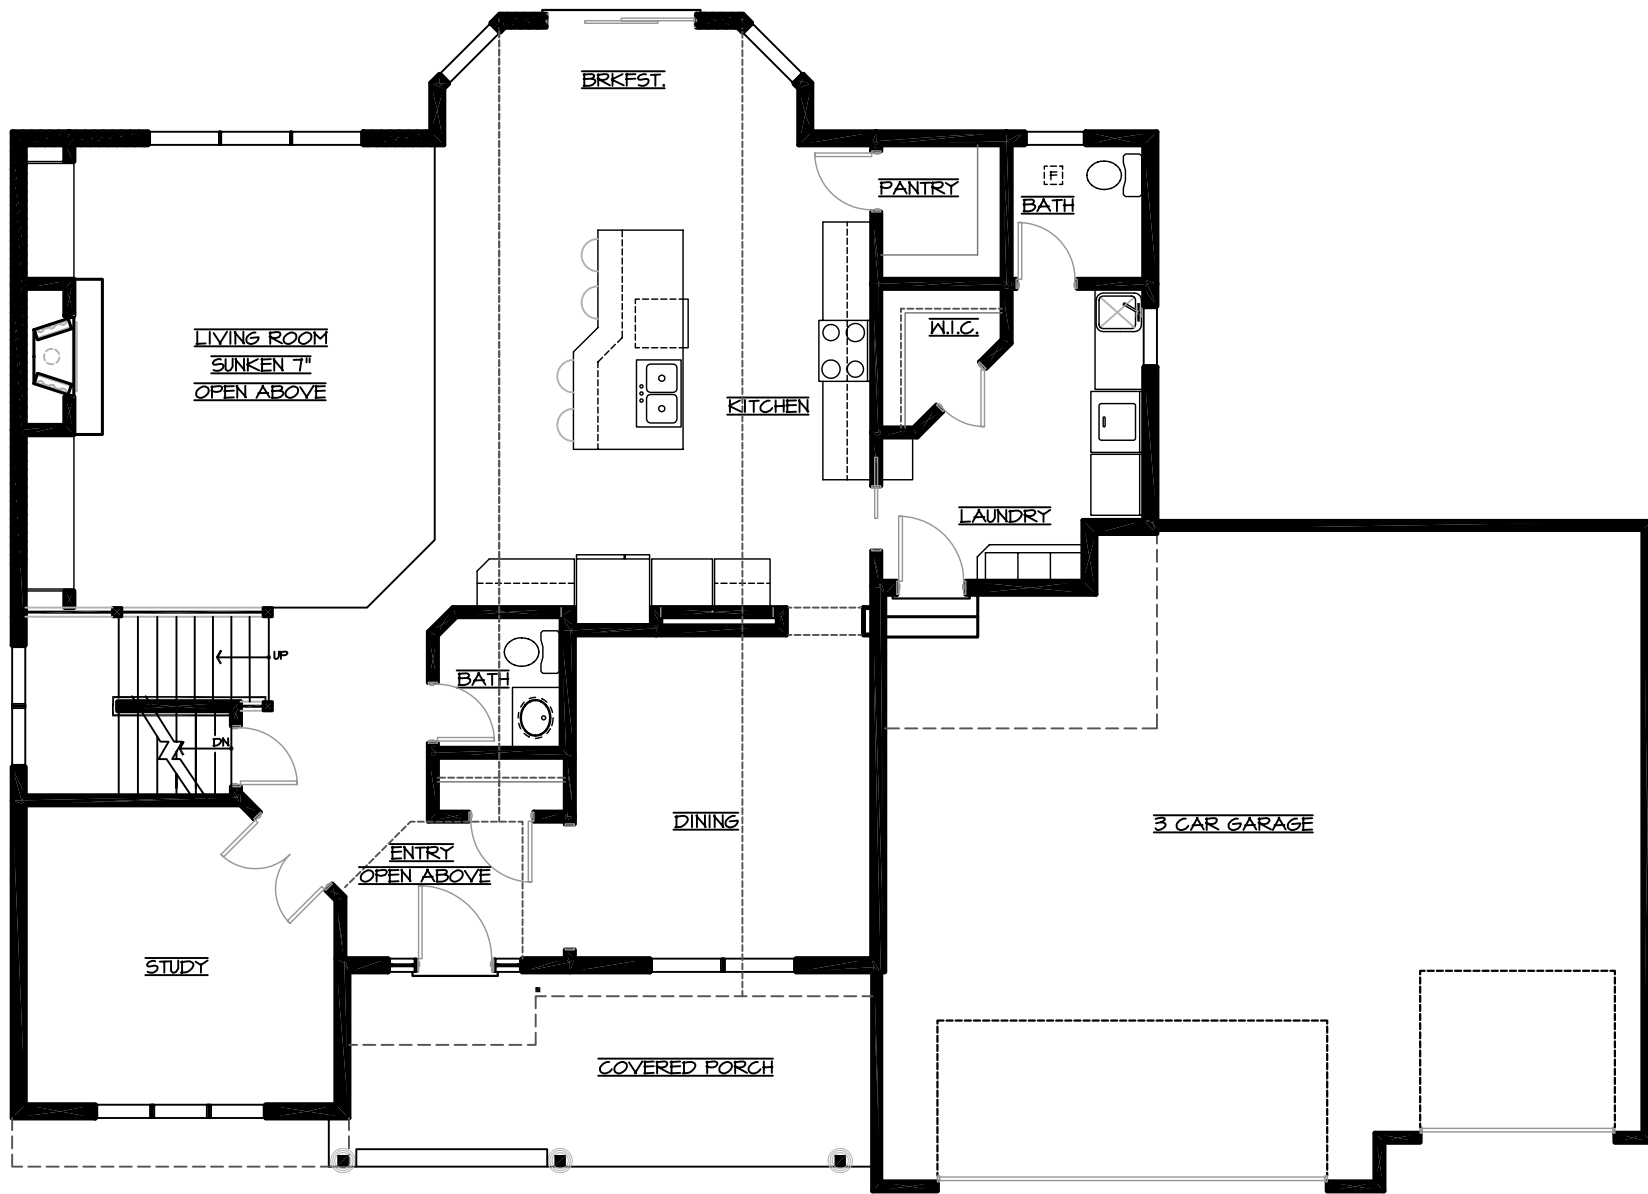 BRKFST.
PANTRY
F
BATH
LIVING ROOM
SUNKEN 7"
OPEN ABOVE
W.I.C.
KITCHEN
LAUNDRY
UP
BATH
DN
DINING
3 CAR GARAGE
ENTRY
OPEN ABOVE
STUDY
COVERED PORCH